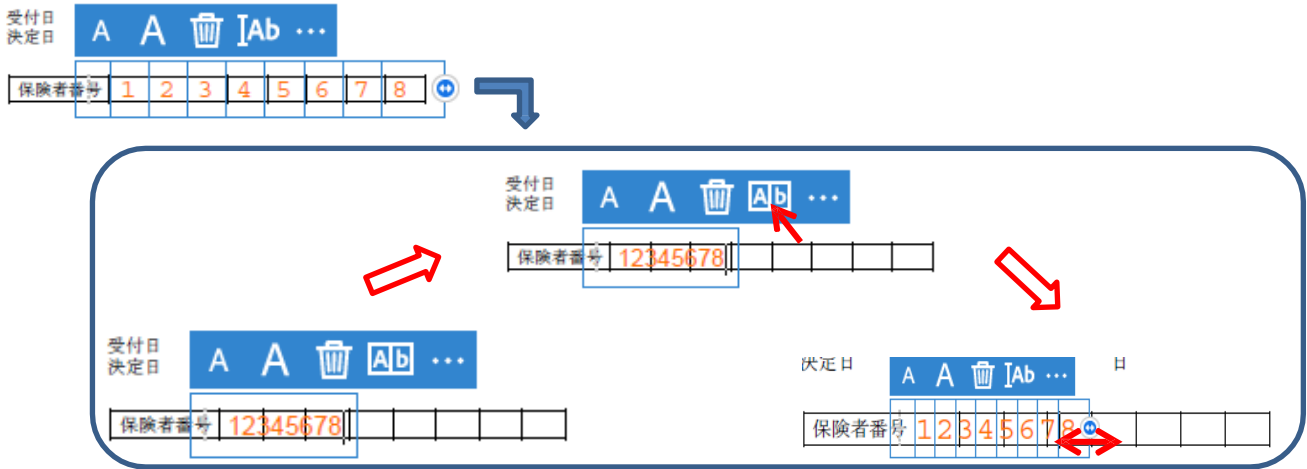 受付日
決定日
A A IAb ...
保険者番号 1 2 3 4 5 6 7 8
受付日
決定日
A A Ab ...
保険者番号 12345678
受付日
決定日
A A Ab ...
保険者番号 12345678
決定日 日
A A IAb ...
保険者番号 1 2 3 4 5 6 7 8